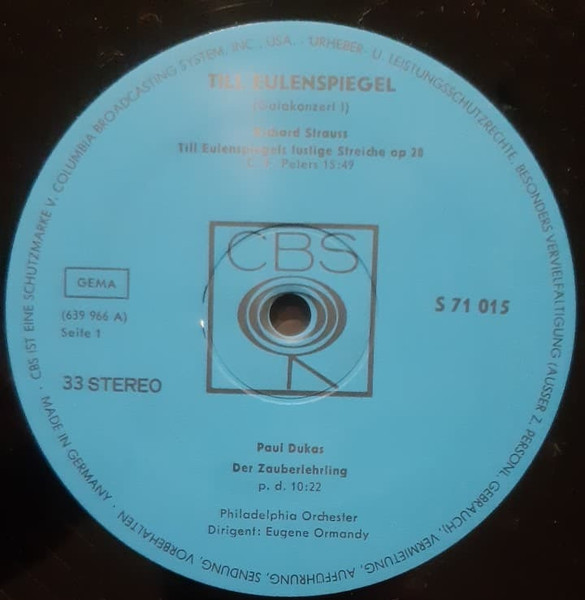 · CBS IST EINE SCHUTZMARKE V. COLUMBIA BROADCASTING SYSTEM, INC., USA. · URHEBER- U. LEISTUNGSSCHUTZRECHTE, BESONDERS VERVIELFÄLTIGUNG (AUSSER Z. PERSÖNL. GEBRAUCH), VERMIETUNG, AUFFÜHRUNG, SENDUNG, VORBEHALTEN · MADE IN GERMANY
TILL EULENSPIEGEL
(Galakonzert I)
Richard Strauss
Till Eulenspiegels lustige Streiche op 28
C. F. Peters 15:49
CBS
GEMA
(639 966 A)
Seite 1
S 71 015
33 STEREO
Paul Dukas
Der Zauberlehrling
p. d. 10:22
Philadelphia Orchester
Dirigent: Eugene Ormandy